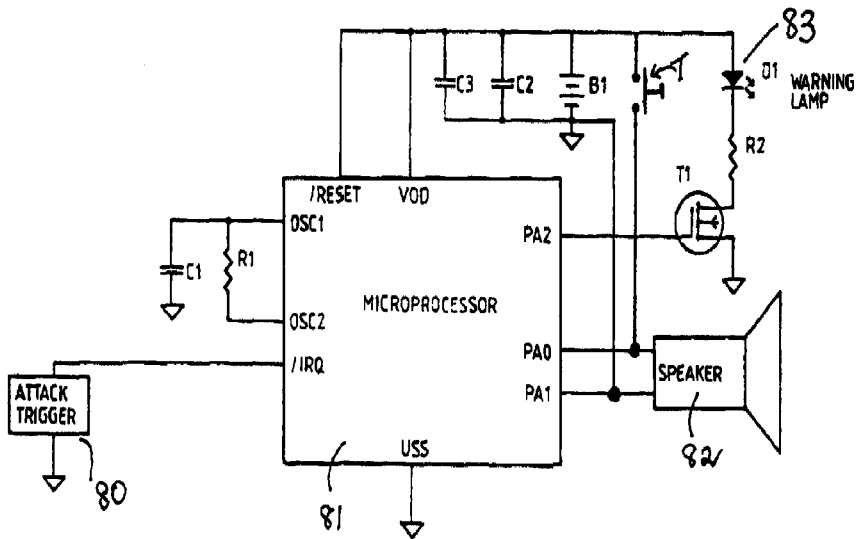 83
C3
C2
B1
T
D1
WARNING
LAMP
R2
T1
/RESET
VOD
OSC1
PA2
C1
R1
MICROPROCESSOR
OSC2
/IRQ
PA0
SPEAKER
PA1
ATTACK
TRIGGER
USS
80
81
82